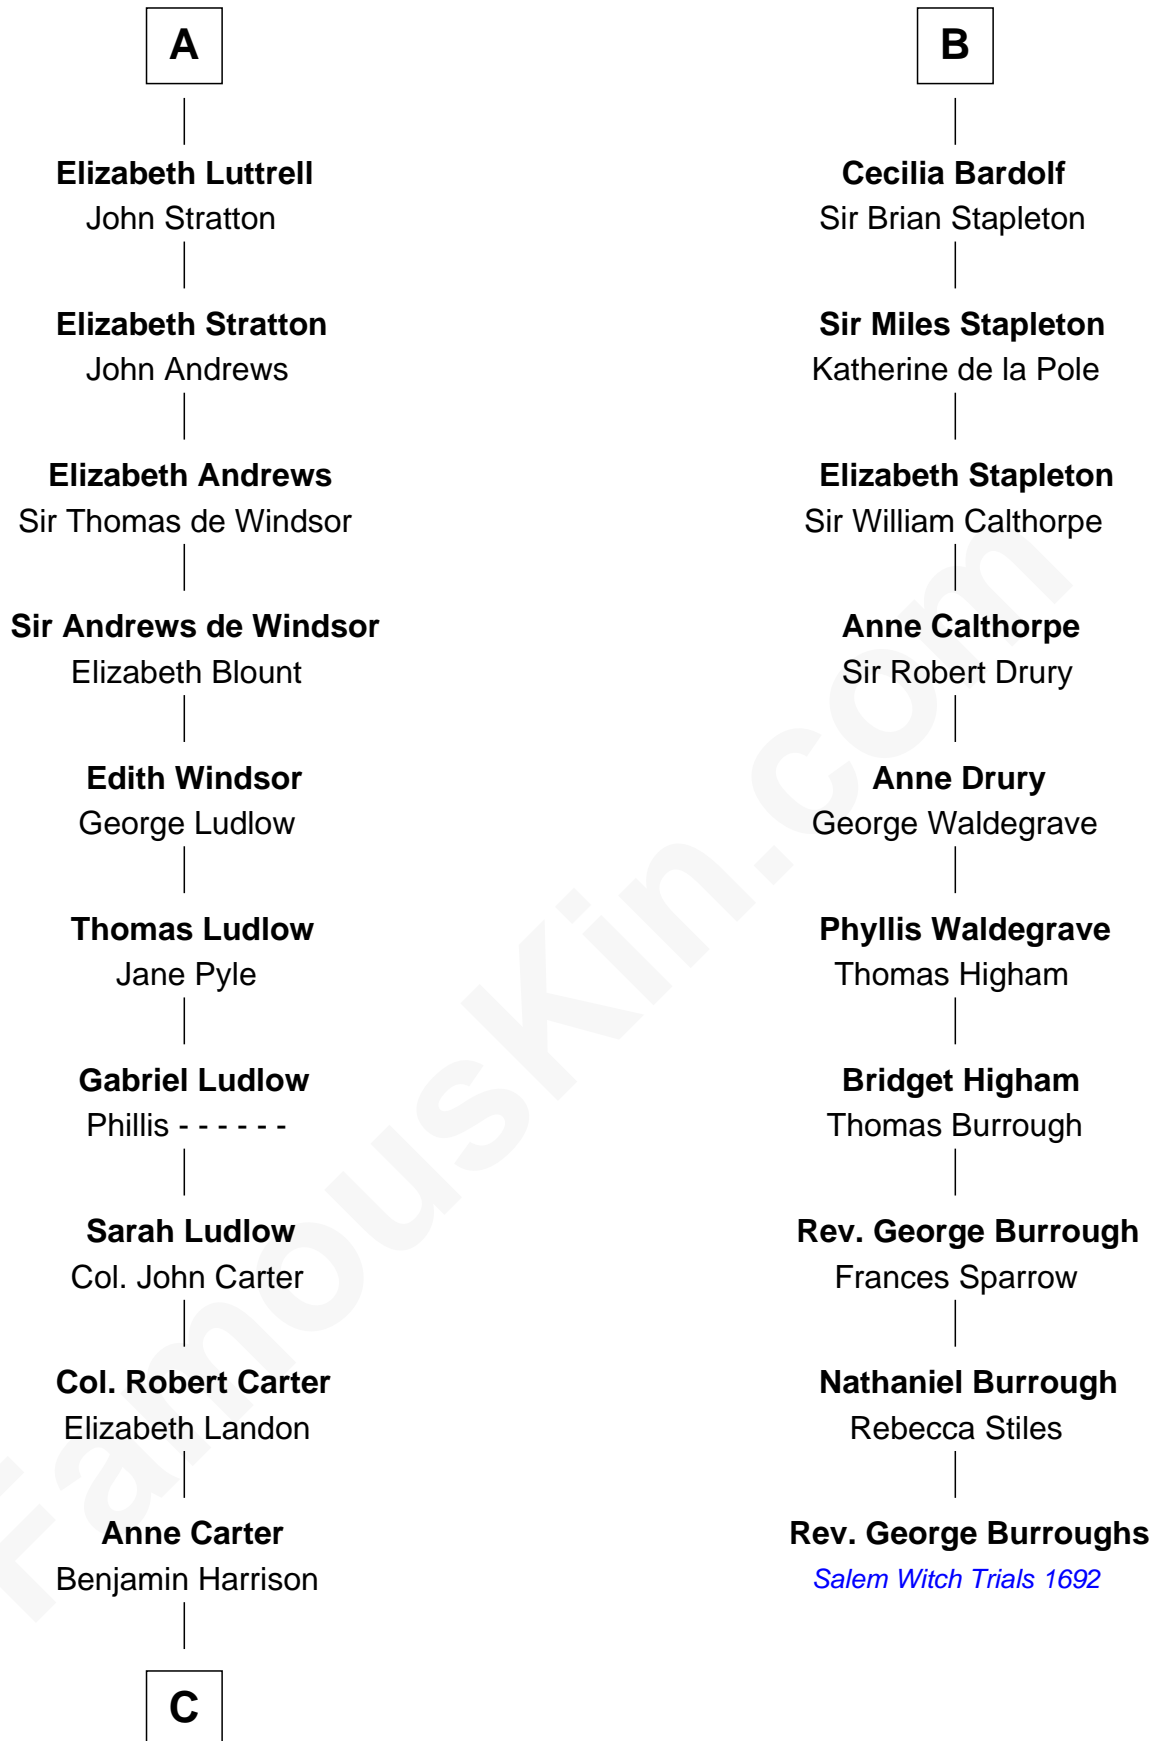 A
Elizabeth Luttrell
John Stratton
Elizabeth Stratton
John Andrews
Elizabeth Andrews
Sir Thomas de Windsor
Sir Andrews de Windsor
Elizabeth Blount
Edith Windsor
George Ludlow
Thomas Ludlow
Jane Pyle
Gabriel Ludlow
Phillis - - - - - -
Sarah Ludlow
Col. John Carter
Col. Robert Carter
Elizabeth Landon
Anne Carter
Benjamin Harrison
C
B
Cecilia Bardolf
Sir Brian Stapleton
Sir Miles Stapleton
Katherine de la Pole
Elizabeth Stapleton
Sir William Calthorpe
Anne Calthorpe
Sir Robert Drury
Anne Drury
George Waldegrave
Phyllis Waldegrave
Thomas Higham
Bridget Higham
Thomas Burrough
Rev. George Burrough
Frances Sparrow
Nathaniel Burrough
Rebecca Stiles
Rev. George Burroughs
Salem Witch Trials 1692
FamousKin.com